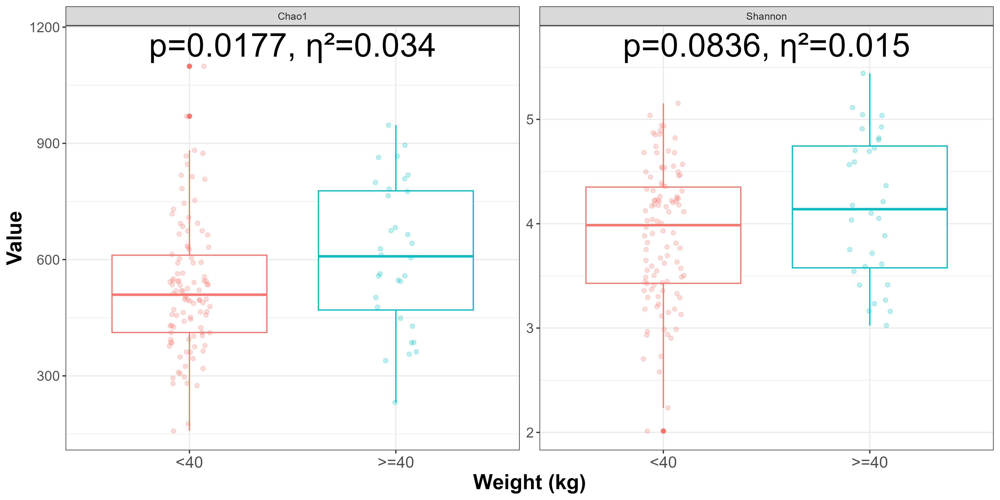 Chao1
Shannon
p=0.0177, η²=0.034
p=0.0836, η²=0.015
Value
1200
900
600
300
5
4
3
2
<40
>=40
<40
>=40
Weight (kg)